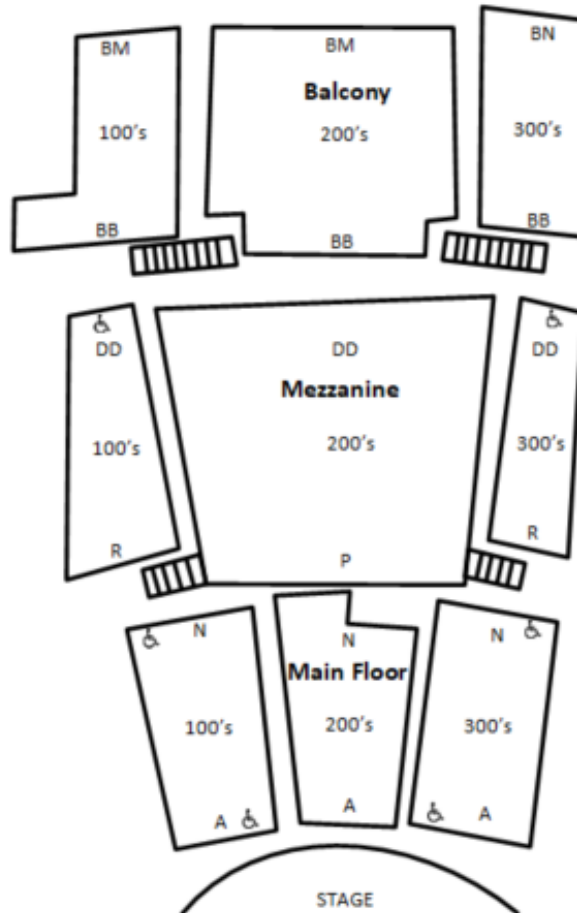 BM
BM
BN
Balcony
100's
200's
300's
BB
BB
BB
DD
DD
DD
Mezzanine
100's
200's
300's
R
P
R
N
N
N
Main Floor
100's
200's
300's
A
A
A
STAGE